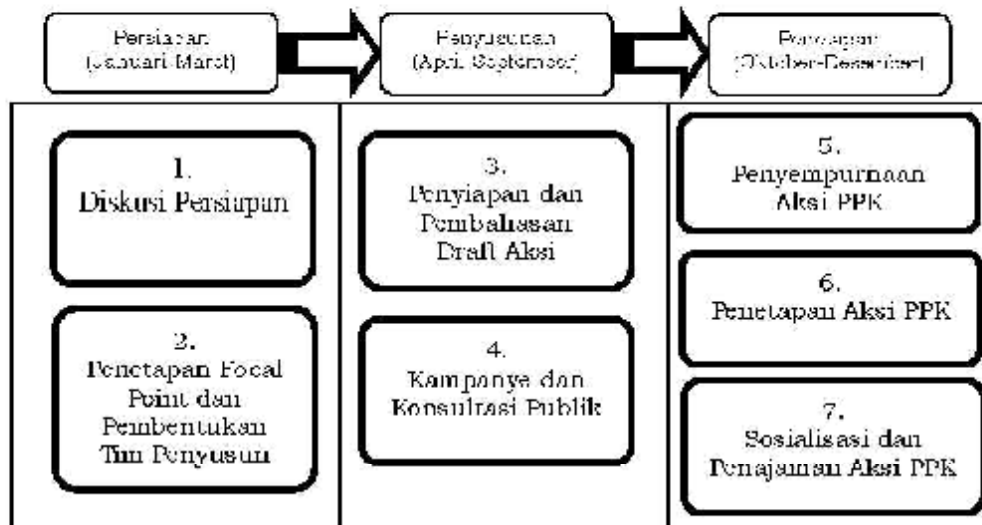 Persiapan
(Januari-Maret)
Penyusunan
(April-September)
Penetapan
(Oktober-Desember)
1.
Diskusi Persiapan
2.
Penetapan Focal
Point dan
Pembentukan
Tim Penyusun
3.
Penyiapan dan
Pembahasan
Draft Aksi
4.
Kampanye dan
Konsultasi Publik
5.
Penyempurnaan
Aksi PPK
6.
Penetapan Aksi PPK
7.
Sosialisasi dan
Penajaman Aksi PPK